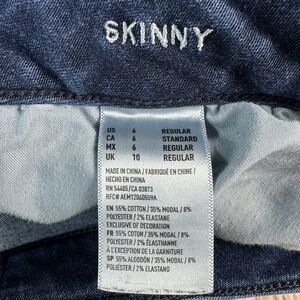 SKINNY
US 6 REGULAR
CA 6 STANDARD
MX 6 REGULAR
UK 10 REGULAR
MADE IN CHINA / FABRIQUÉ EN CHINE /
HECHO EN CHINA
RN 54485/CA 03873
RFC# AEM120605U9A
EN 55% COTTON / 35% MODAL / 8%
POLYESTER / 2% ELASTANE
EXCLUSIVE OF DECORATION
FR 55% COTON / 35% MODAL / 8%
POLYESTER / 2% ÉLASTHANNE
À L'EXCEPTION DE LA GARNITURE
SP 55% ALGODÓN / 35% MODAL / 8%
POLIÉSTER / 2% ELASTANO